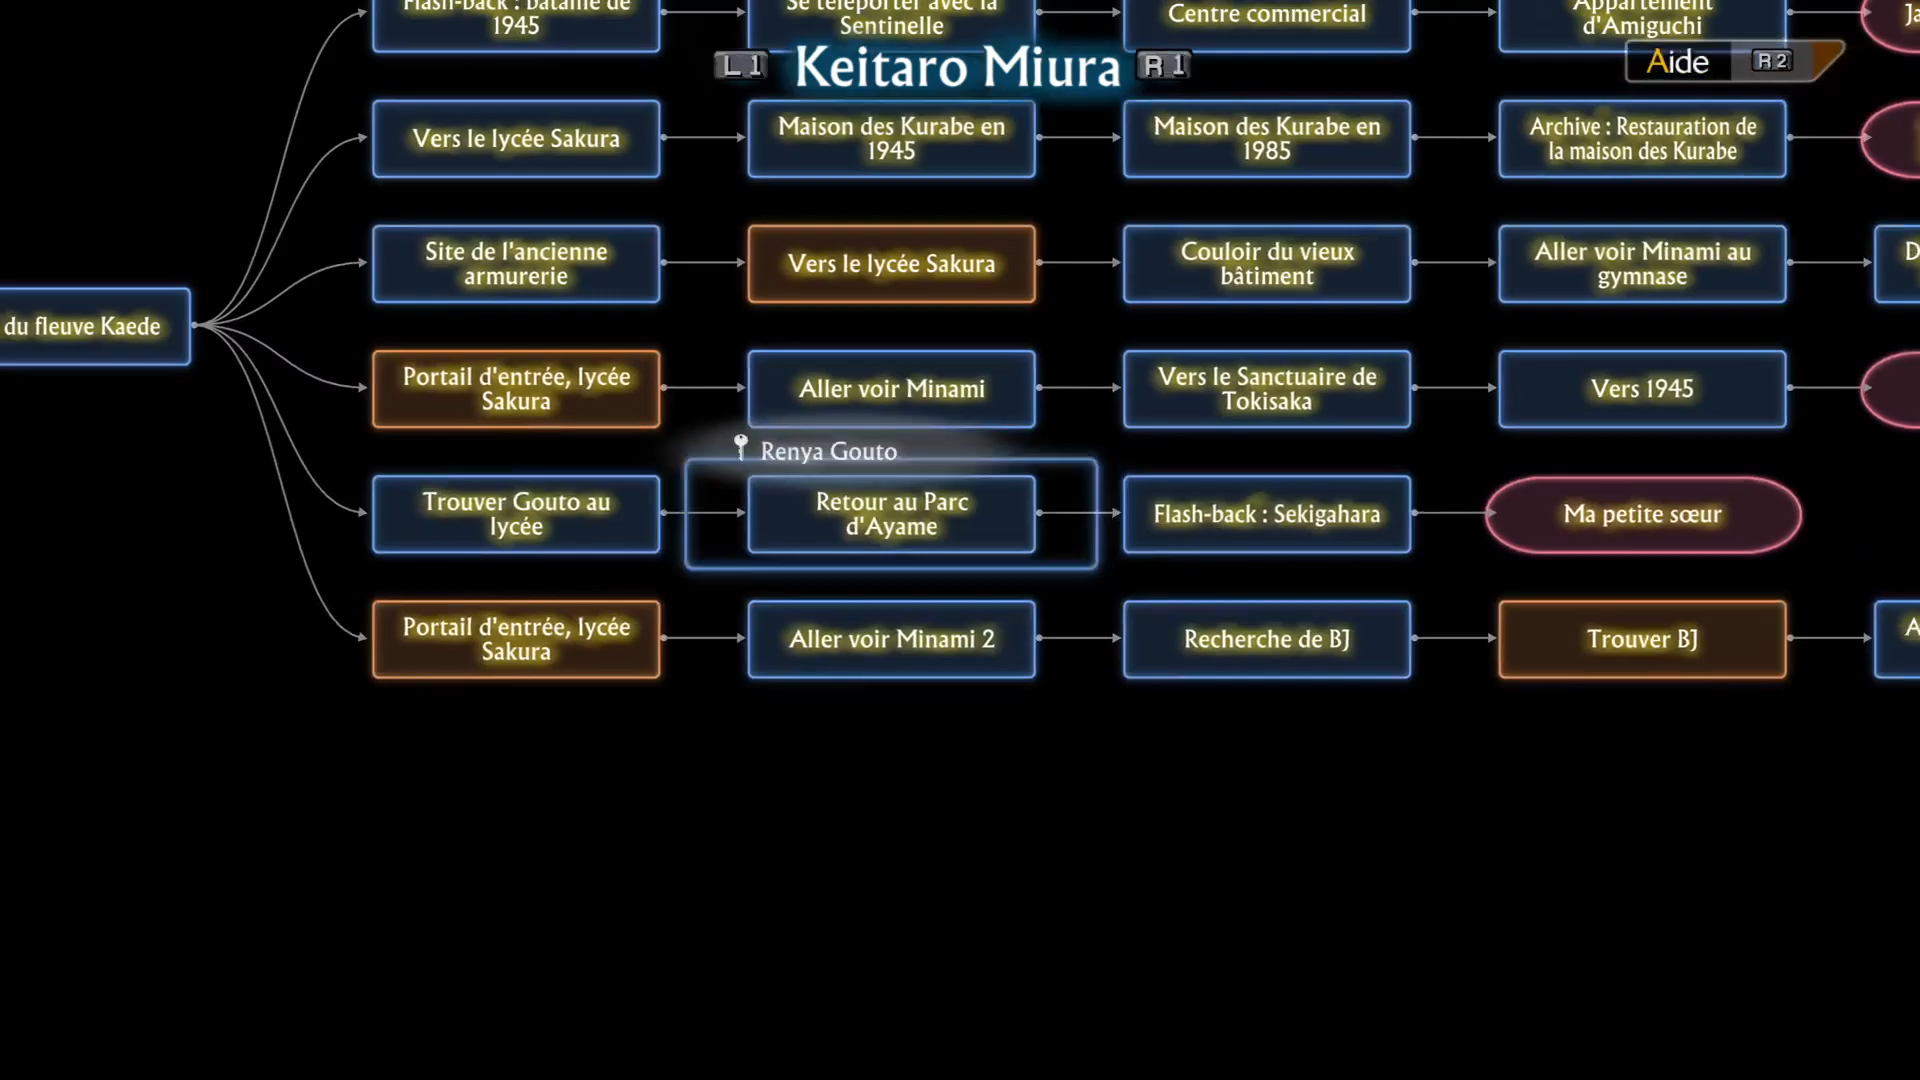 Flash-back : Bataille de
1945
Se téléporter avec la
Sentinelle
Centre commercial
Appartement
d'Amiguchi
L1
Keitaro Miura
R1
Aide
R2
Vers le lycée Sakura
Maison des Kurabe en
1945
Maison des Kurabe en
1985
Archive : Restauration de
la maison des Kurabe
Site de l'ancienne
armurerie
Vers le lycée Sakura
Couloir du vieux
bâtiment
Aller voir Minami au
gymnase
du fleuve Kaede
Portail d'entrée, lycée
Sakura
Aller voir Minami
Vers le Sanctuaire de
Tokisaka
Vers 1945
Renya Gouto
Trouver Gouto au
lycée
Retour au Parc
d'Ayame
Flash-back : Sekigahara
Ma petite sœur
Portail d'entrée, lycée
Sakura
Aller voir Minami 2
Recherche de BJ
Trouver BJ